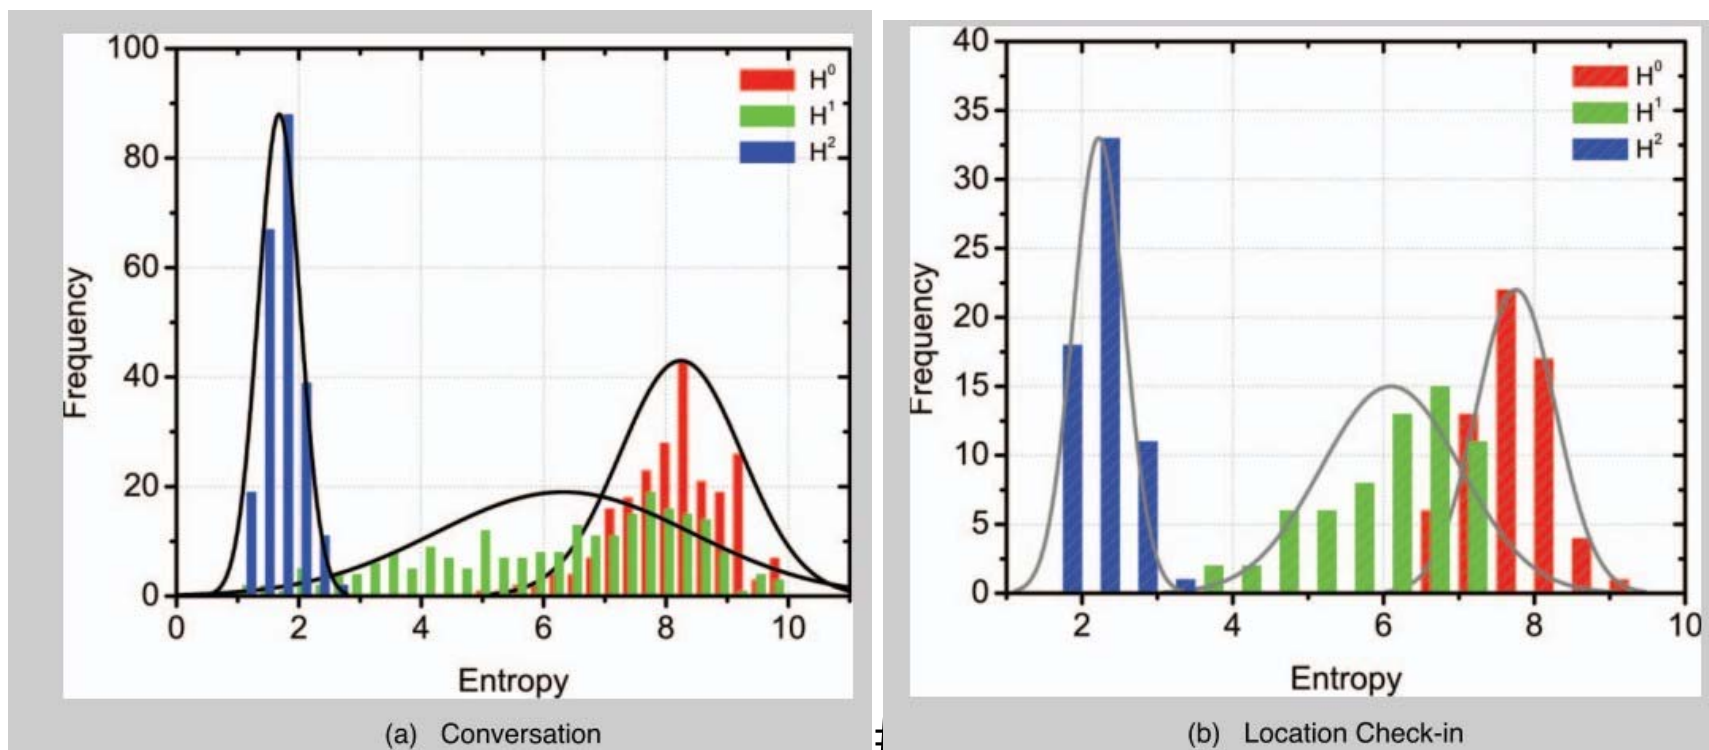 100
80
60
40
20
0
Frequency
H⁰
H¹
H²
0 2 4 6 8 10
Entropy
(a) Conversation
40
35
30
25
20
15
10
5
0
Frequency
H⁰
H¹
H²
2 4 6 8 10
Entropy
(b) Location Check-in